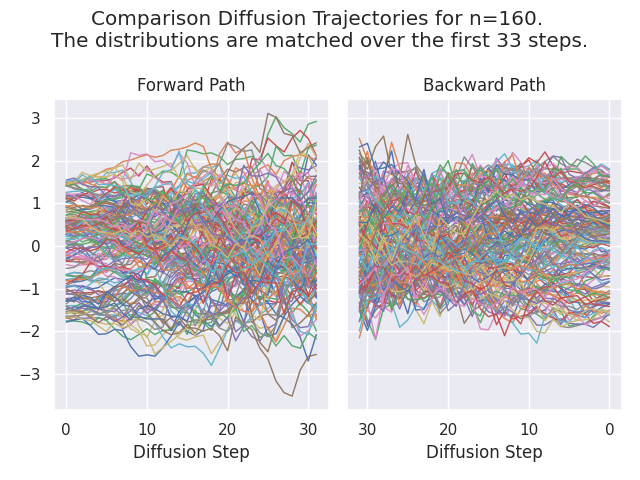 Comparison Diffusion Trajectories for n=160.
The distributions are matched over the first 33 steps.
Forward Path
Backward Path
3
2
1
0
−1
−2
−3
0
10
20
30
30
20
10
0
Diffusion Step
Diffusion Step